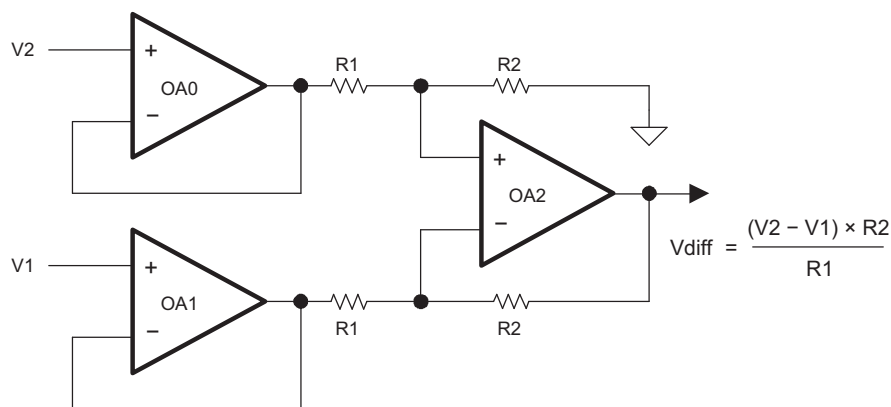 V2
+
OA0
−
R1
R2
+
OA2
−
Vdiff = (V2 − V1) × R2
R1
V1
+
OA1
−
R1
R2